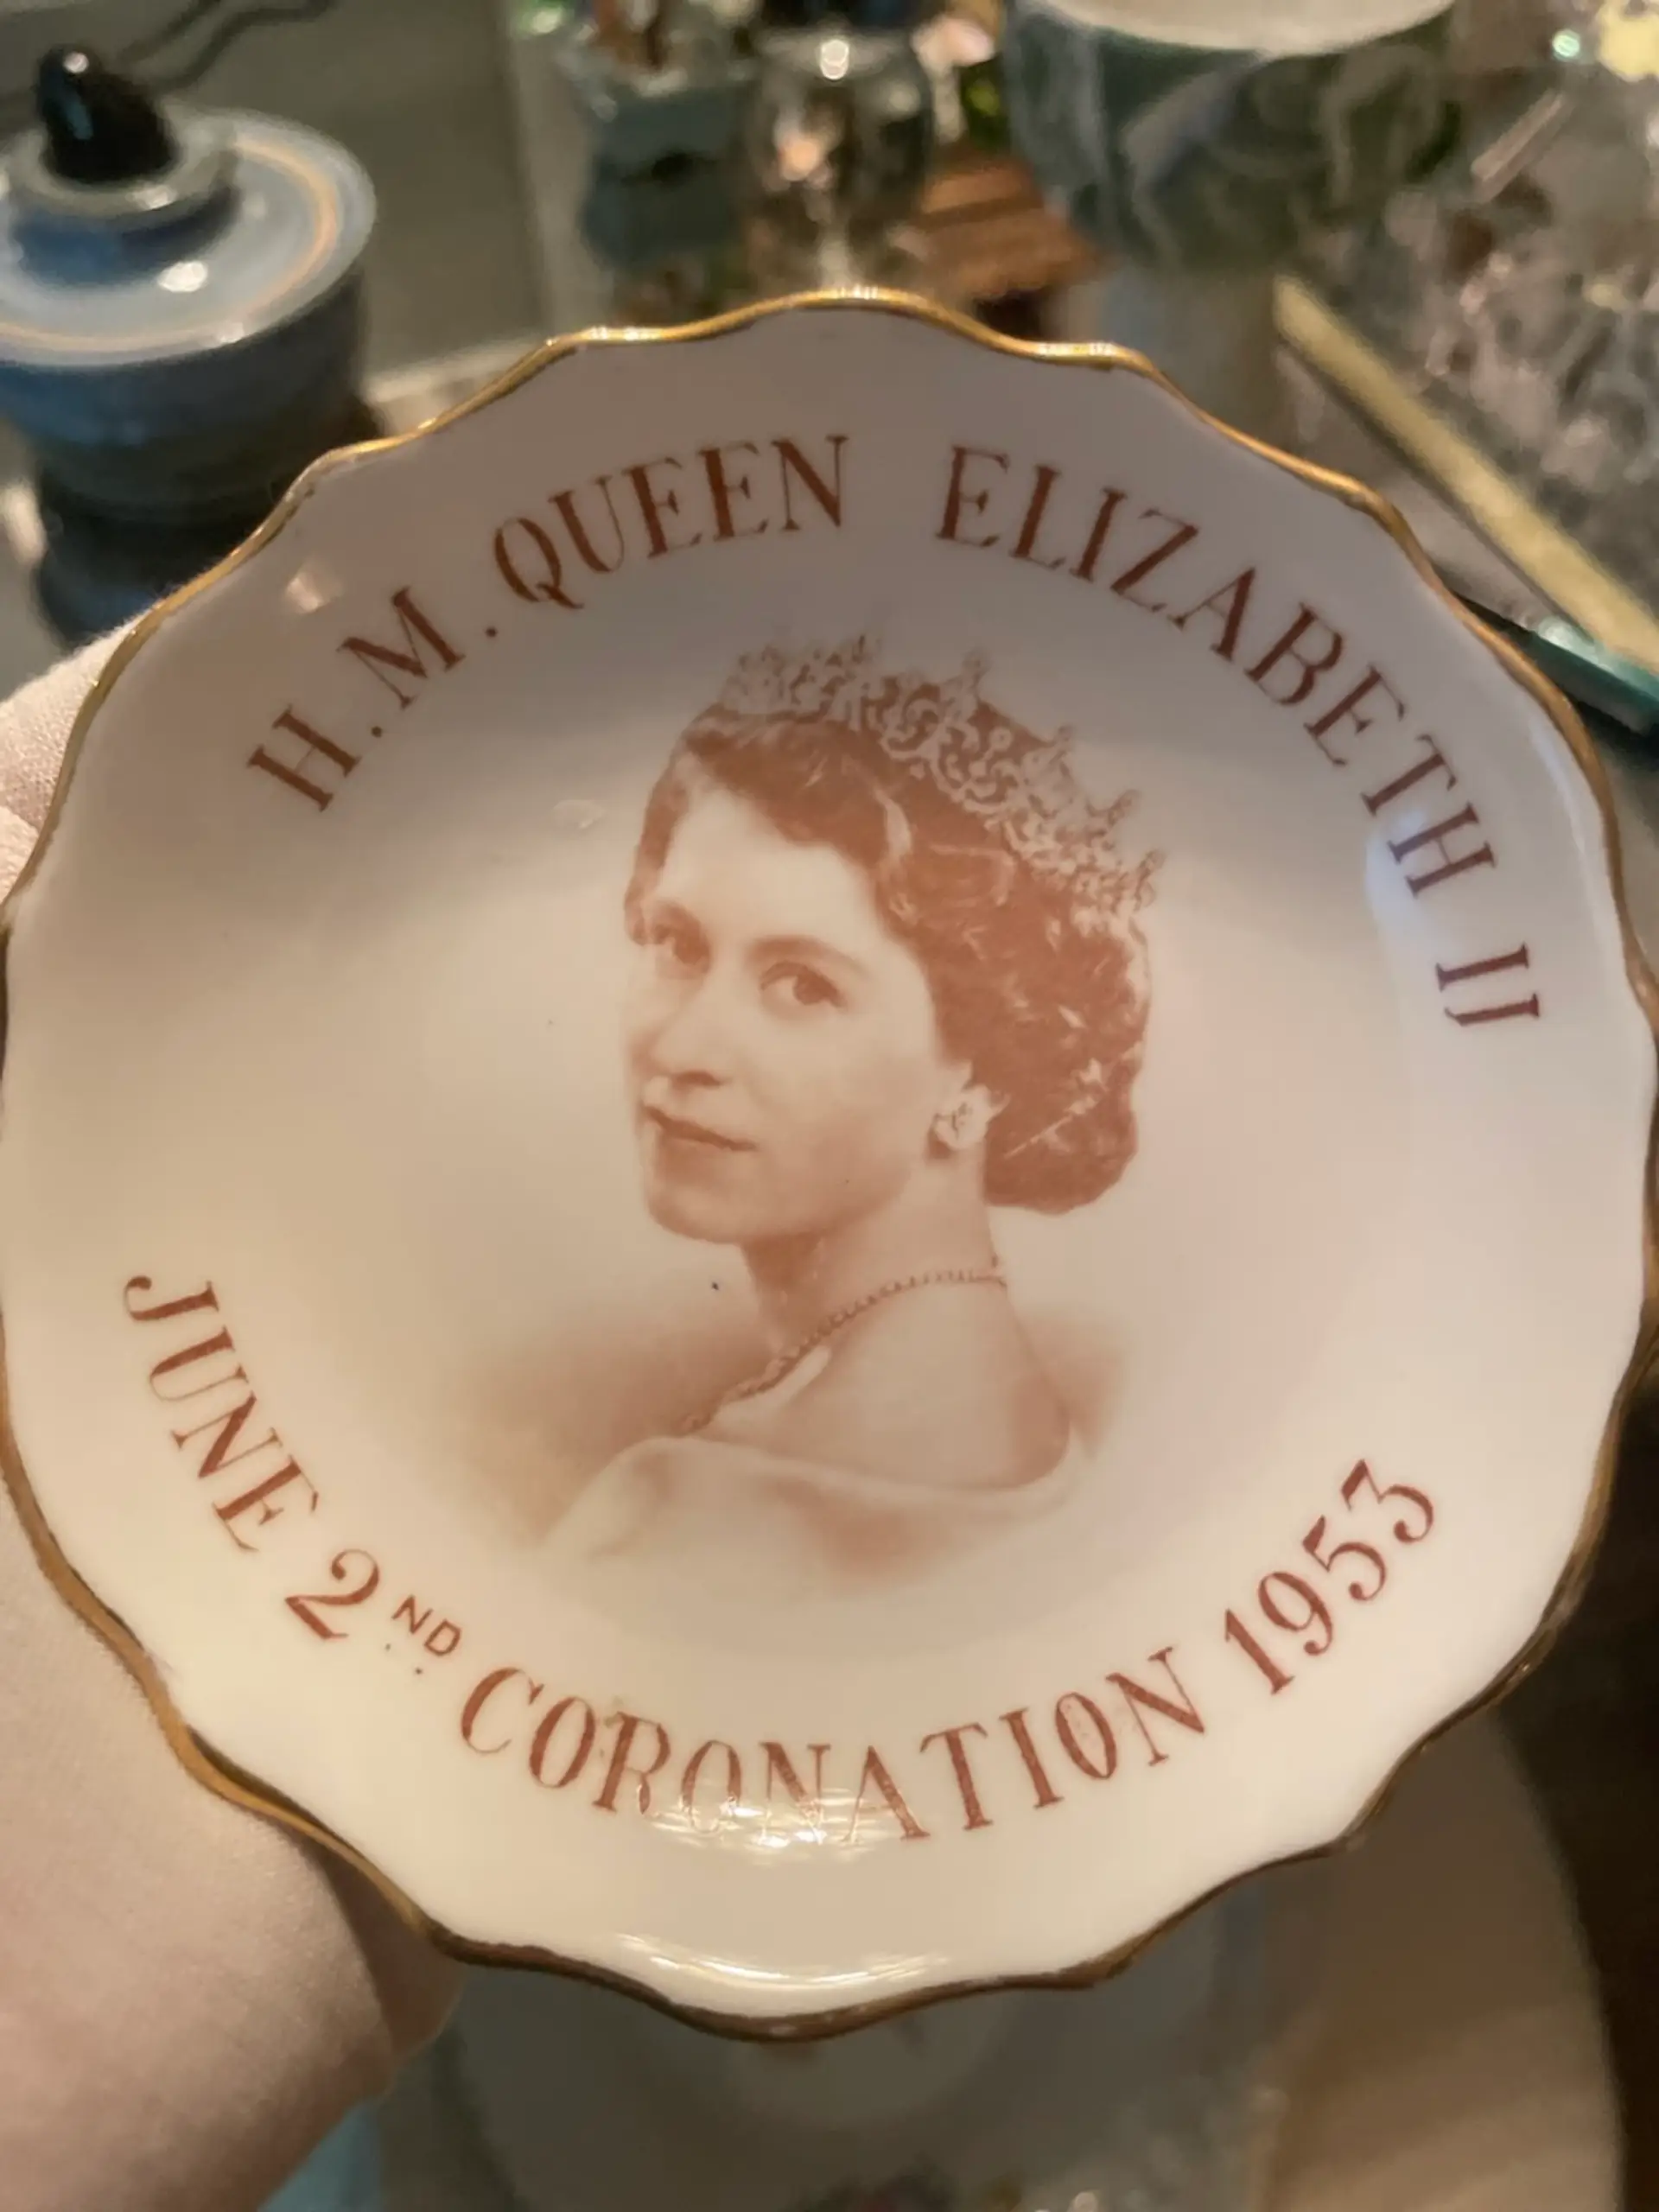 H.M. QUEEN ELIZABETH II
JUNE 2ND CORONATION 1953